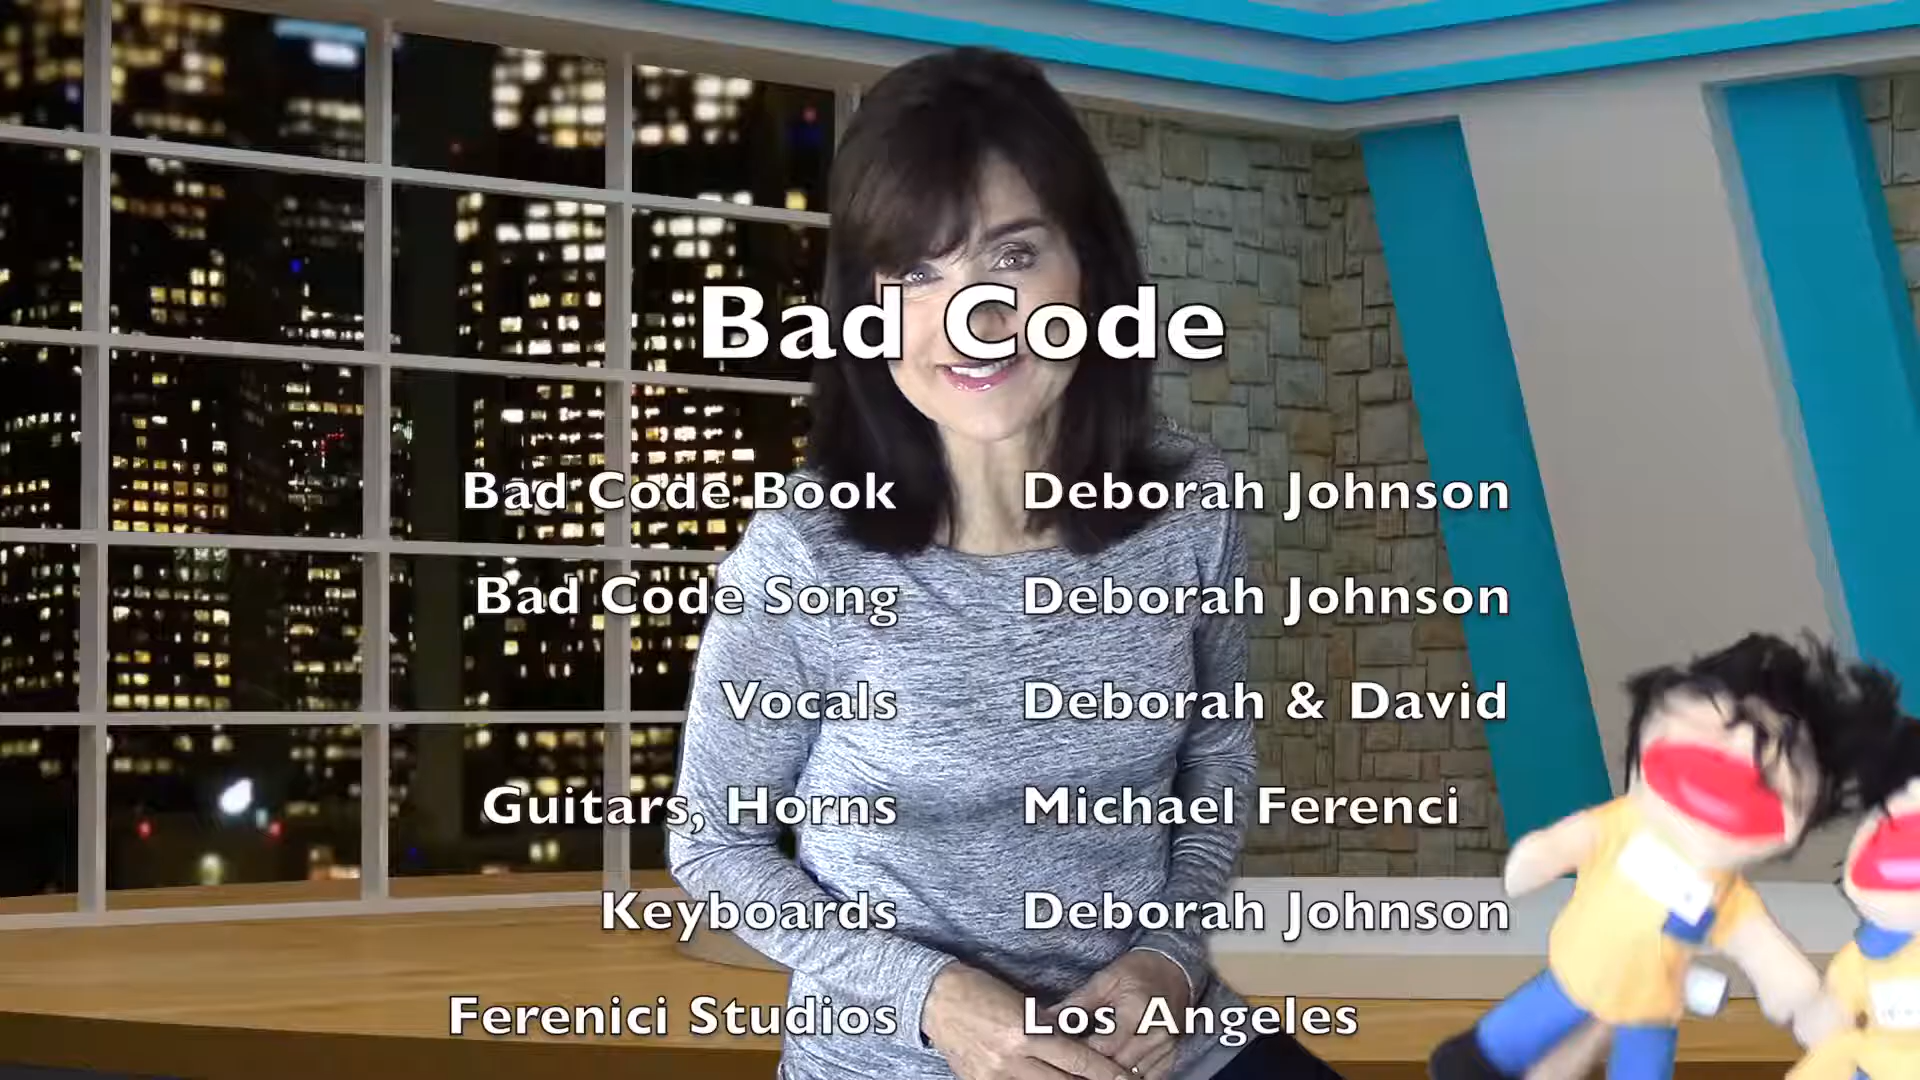 Bad Code
Bad Code Book Deborah Johnson
Bad Code Song Deborah Johnson
Vocals Deborah & David
Guitars, Horns Michael Ferenci
Keyboards Deborah Johnson
Ferenici Studios Los Angeles